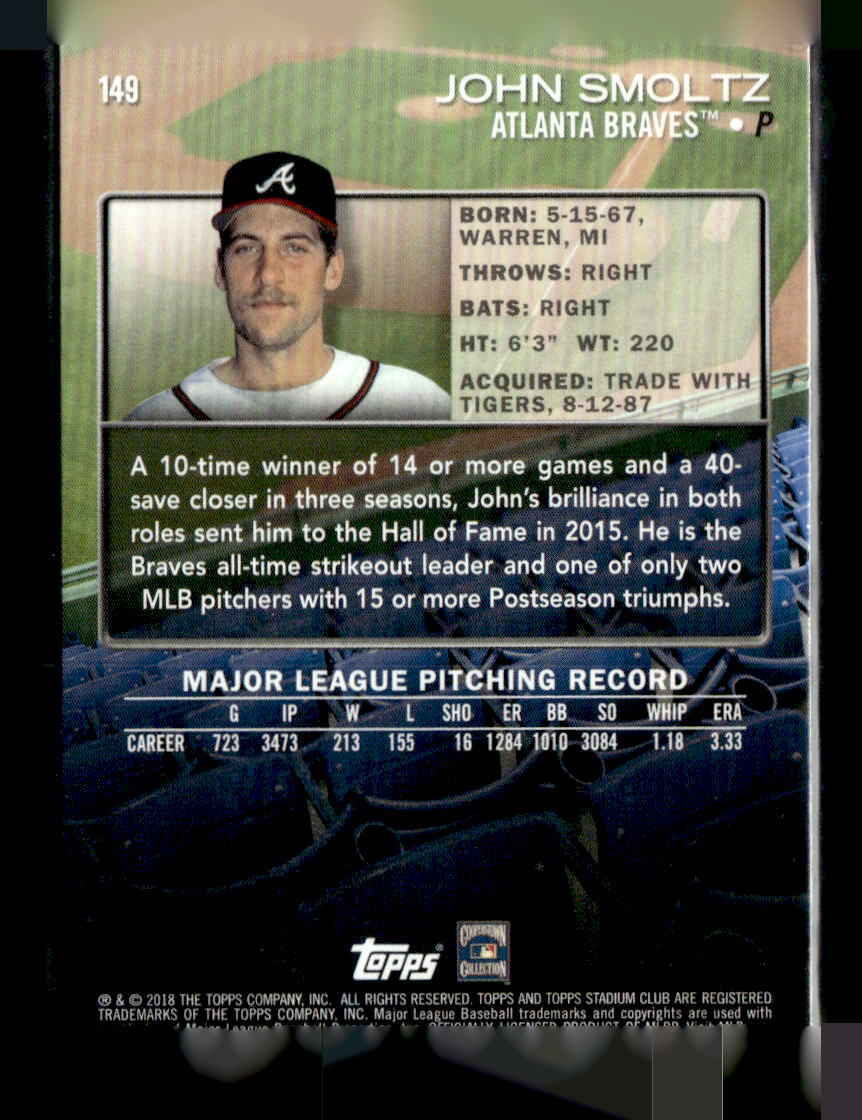 149
JOHN SMOLTZ
ATLANTA BRAVES™ • P
A
BORN: 5-15-67,
WARREN, MI
THROWS: RIGHT
BATS: RIGHT
HT: 6'3" WT: 220
ACQUIRED: TRADE WITH
TIGERS, 8-12-87
A 10-time winner of 14 or more games and a 40-
save closer in three seasons, John's brilliance in both
roles sent him to the Hall of Fame in 2015. He is the
Braves all-time strikeout leader and one of only two
MLB pitchers with 15 or more Postseason triumphs.
MAJOR LEAGUE PITCHING RECORD
G IP W L SHO ER BB SO WHIP ERA
CAREER 723 3473 213 155 16 1284 1010 3084 1.18 3.33
topps®
COOPERSTOWN
COLLECTION
® & © 2018 THE TOPPS COMPANY, INC. ALL RIGHTS RESERVED. TOPPS AND TOPPS STADIUM CLUB ARE REGISTERED
TRADEMARKS OF THE TOPPS COMPANY, INC. Major League Baseball trademarks and copyrights are used with